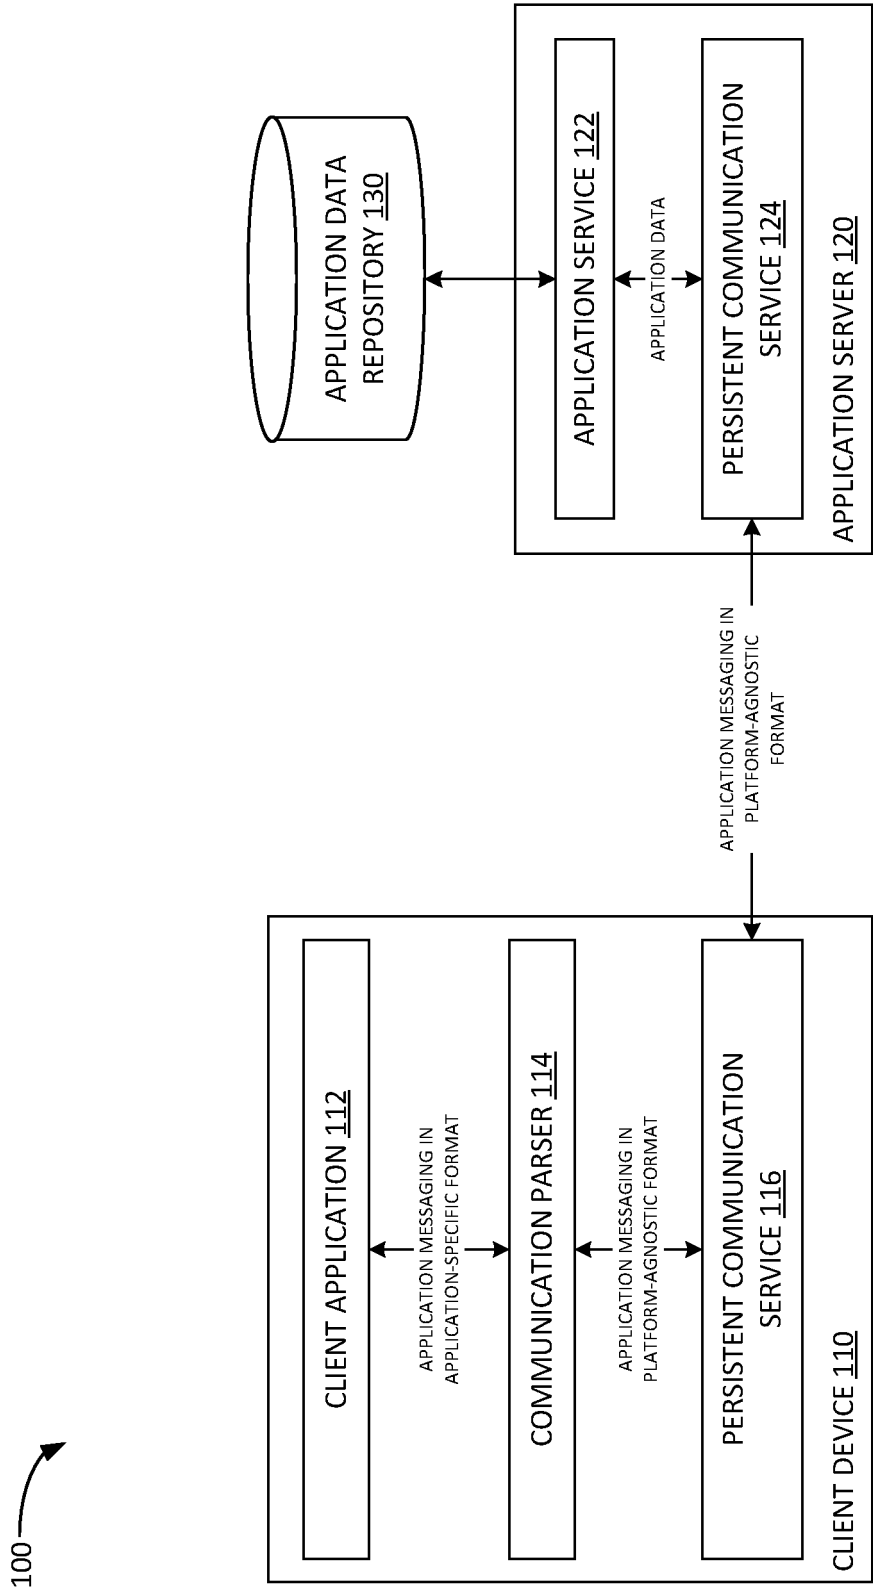 100
CLIENT APPLICATION 112
APPLICATION MESSAGING IN
APPLICATION-SPECIFIC FORMAT
COMMUNICATION PARSER 114
APPLICATION MESSAGING IN
PLATFORM-AGNOSTIC FORMAT
PERSISTENT COMMUNICATION
SERVICE 116
CLIENT DEVICE 110
APPLICATION MESSAGING IN
PLATFORM-AGNOSTIC
FORMAT
APPLICATION DATA
REPOSITORY 130
APPLICATION SERVICE 122
APPLICATION DATA
PERSISTENT COMMUNICATION
SERVICE 124
APPLICATION SERVER 120